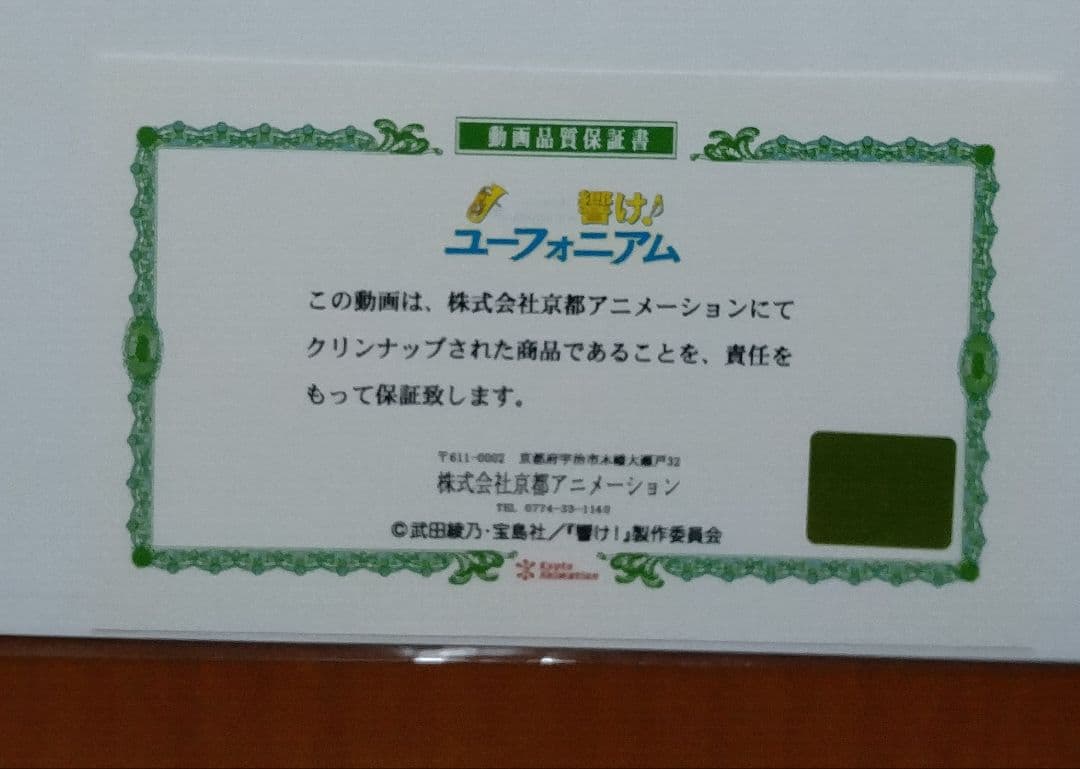 動画品質保証書
響け♪
ユーフォニアム
この動画は、株式会社京都アニメーションにて
クリンナップされた商品であることを、責任を
もって保証致します。
〒611-0002 京都府宇治市木幡大瀬戸32
株式会社京都アニメーション
TEL 0774-33-1140
©武田綾乃・宝島社／『響け！』製作委員会
Kyoto
Animation